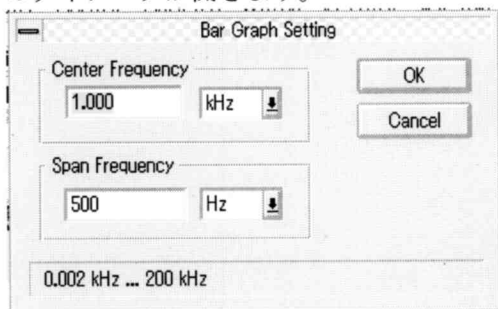 Bar Graph Setting
Center Frequency
1.000 kHz
OK
Cancel
Span Frequency
500 Hz
0.002 kHz ... 200 kHz